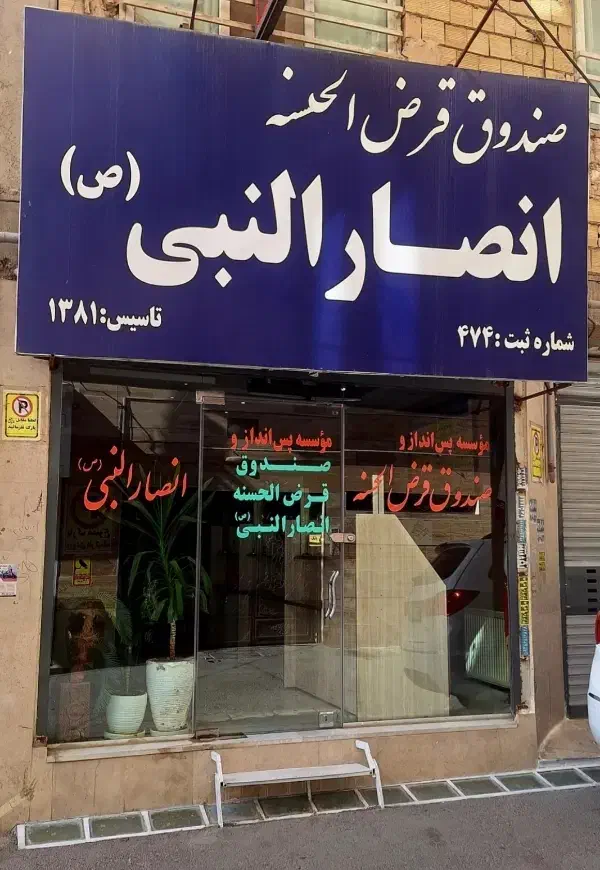 صندوق قرض الحسنه
انصار النبی (ص)
شماره ثبت: ۴۷۴
تاسیس: ۱۳۸۱
مؤسسه پس انداز و
صندوق قرض الحسنه
مؤسسه پس انداز و
صندوق
قرض الحسنه
انصار النبی (ص)
انصار النبی (ص)